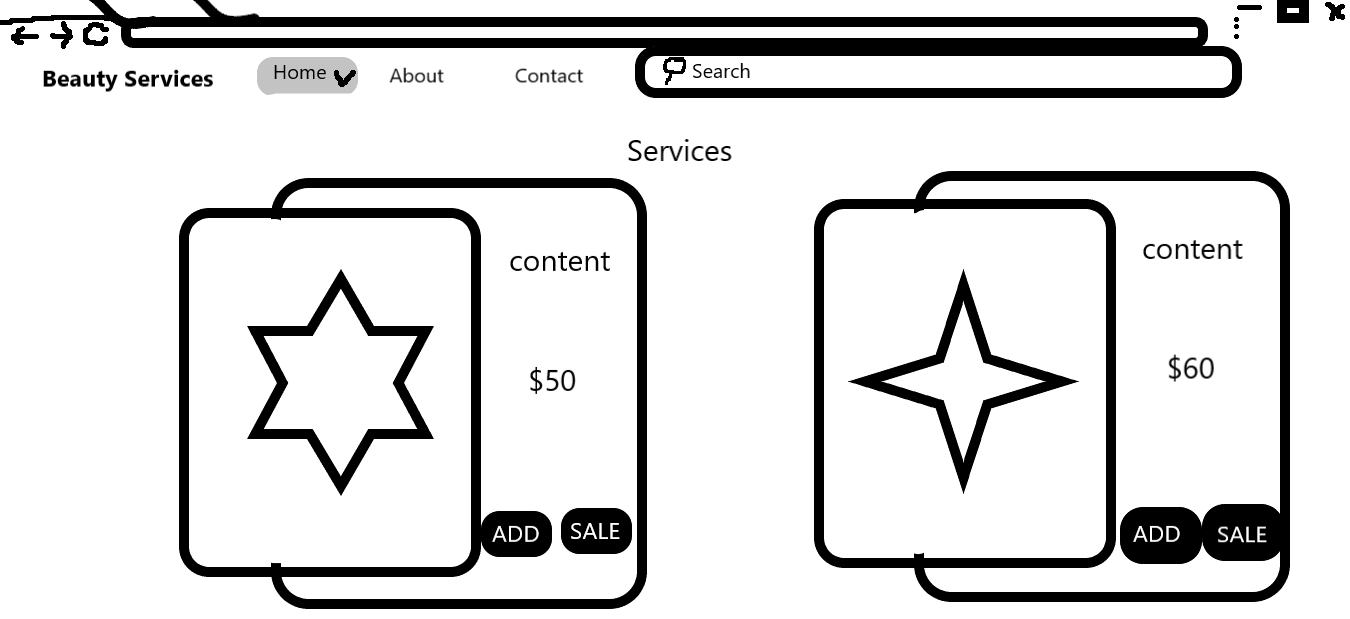 Beauty Services Home About Contact Search
Services
content
$50
ADD SALE
content
$60
ADD SALE